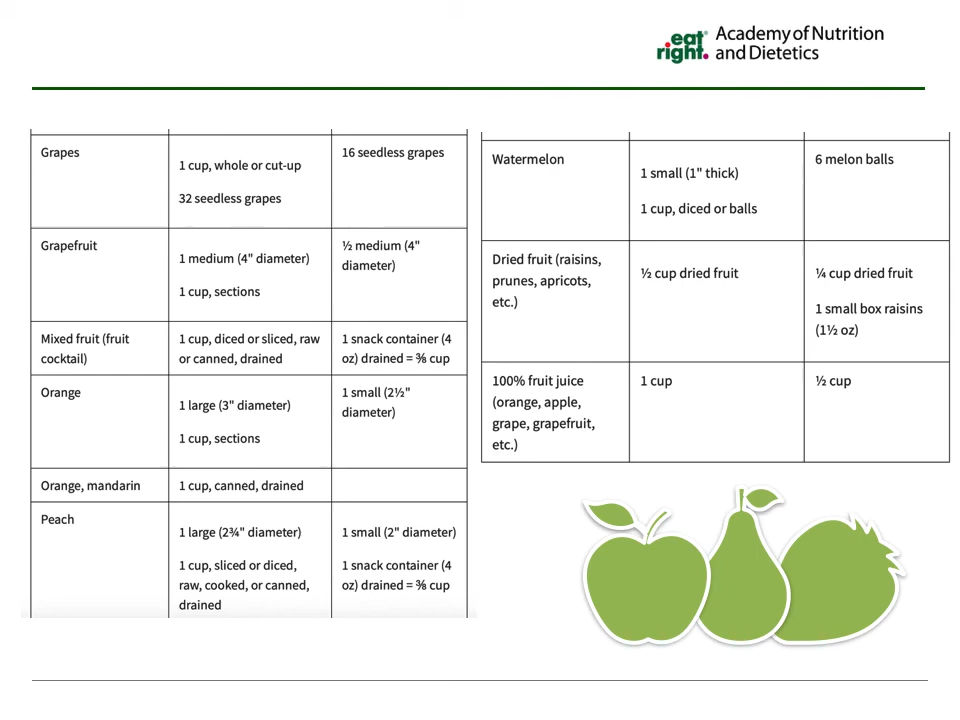 eat right. Academy of Nutrition
and Dietetics
Grapes
1 cup, whole or cut-up
32 seedless grapes
16 seedless grapes
Grapefruit
1 medium (4" diameter)
1 cup, sections
½ medium (4"
diameter)
Mixed fruit (fruit
cocktail)
1 cup, diced or sliced, raw
or canned, drained
1 snack container (4
oz) drained = ⅜ cup
Orange
1 large (3" diameter)
1 cup, sections
1 small (2½"
diameter)
Orange, mandarin
1 cup, canned, drained
Peach
1 large (2¾" diameter)
1 cup, sliced or diced,
raw, cooked, or canned,
drained
1 small (2" diameter)
1 snack container (4
oz) drained = ⅜ cup
Watermelon
1 small (1" thick)
1 cup, diced or balls
6 melon balls
Dried fruit (raisins,
prunes, apricots,
etc.)
½ cup dried fruit
¼ cup dried fruit
1 small box raisins
(1½ oz)
100% fruit juice
(orange, apple,
grape, grapefruit,
etc.)
1 cup
½ cup